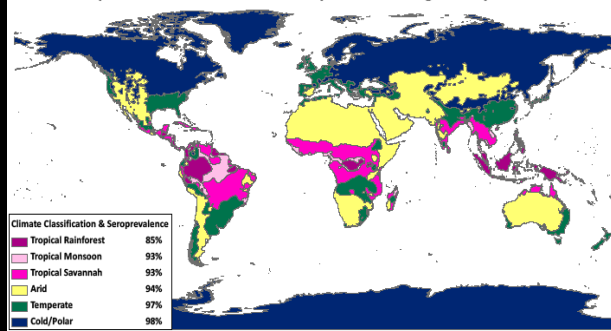 Climate Classification & Seroprevalence
Tropical Rainforest 85%
Tropical Monsoon 93%
Tropical Savannah 93%
Arid 94%
Temperate 97%
Cold/Polar 98%